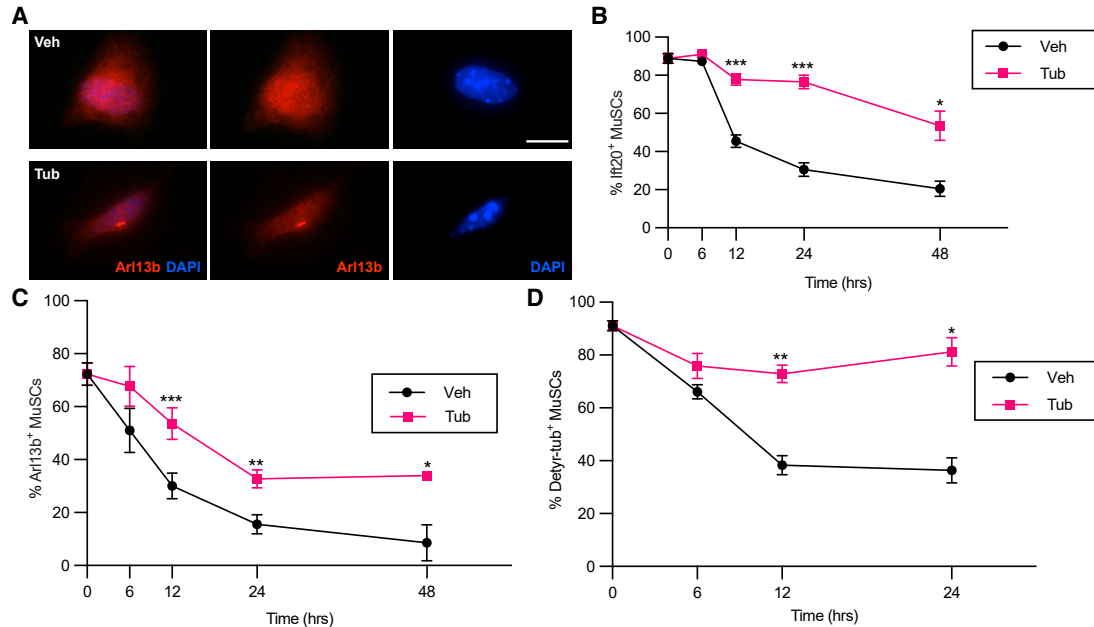 A
Veh
Tub
Arl13b DAPI
Arl13b
DAPI
B
% Ift20+ MuSCs
100
80
60
40
20
0
***
***
*
0 6 12 24 48
Time (hrs)
Veh
Tub
C
% Arl13b+ MuSCs
100
80
60
40
20
0
***
**
*
0 6 12 24 48
Time (hrs)
Veh
Tub
D
% Detyr-tub+ MuSCs
100
80
60
40
20
0
**
*
0 6 12 24
Time (hrs)
Veh
Tub